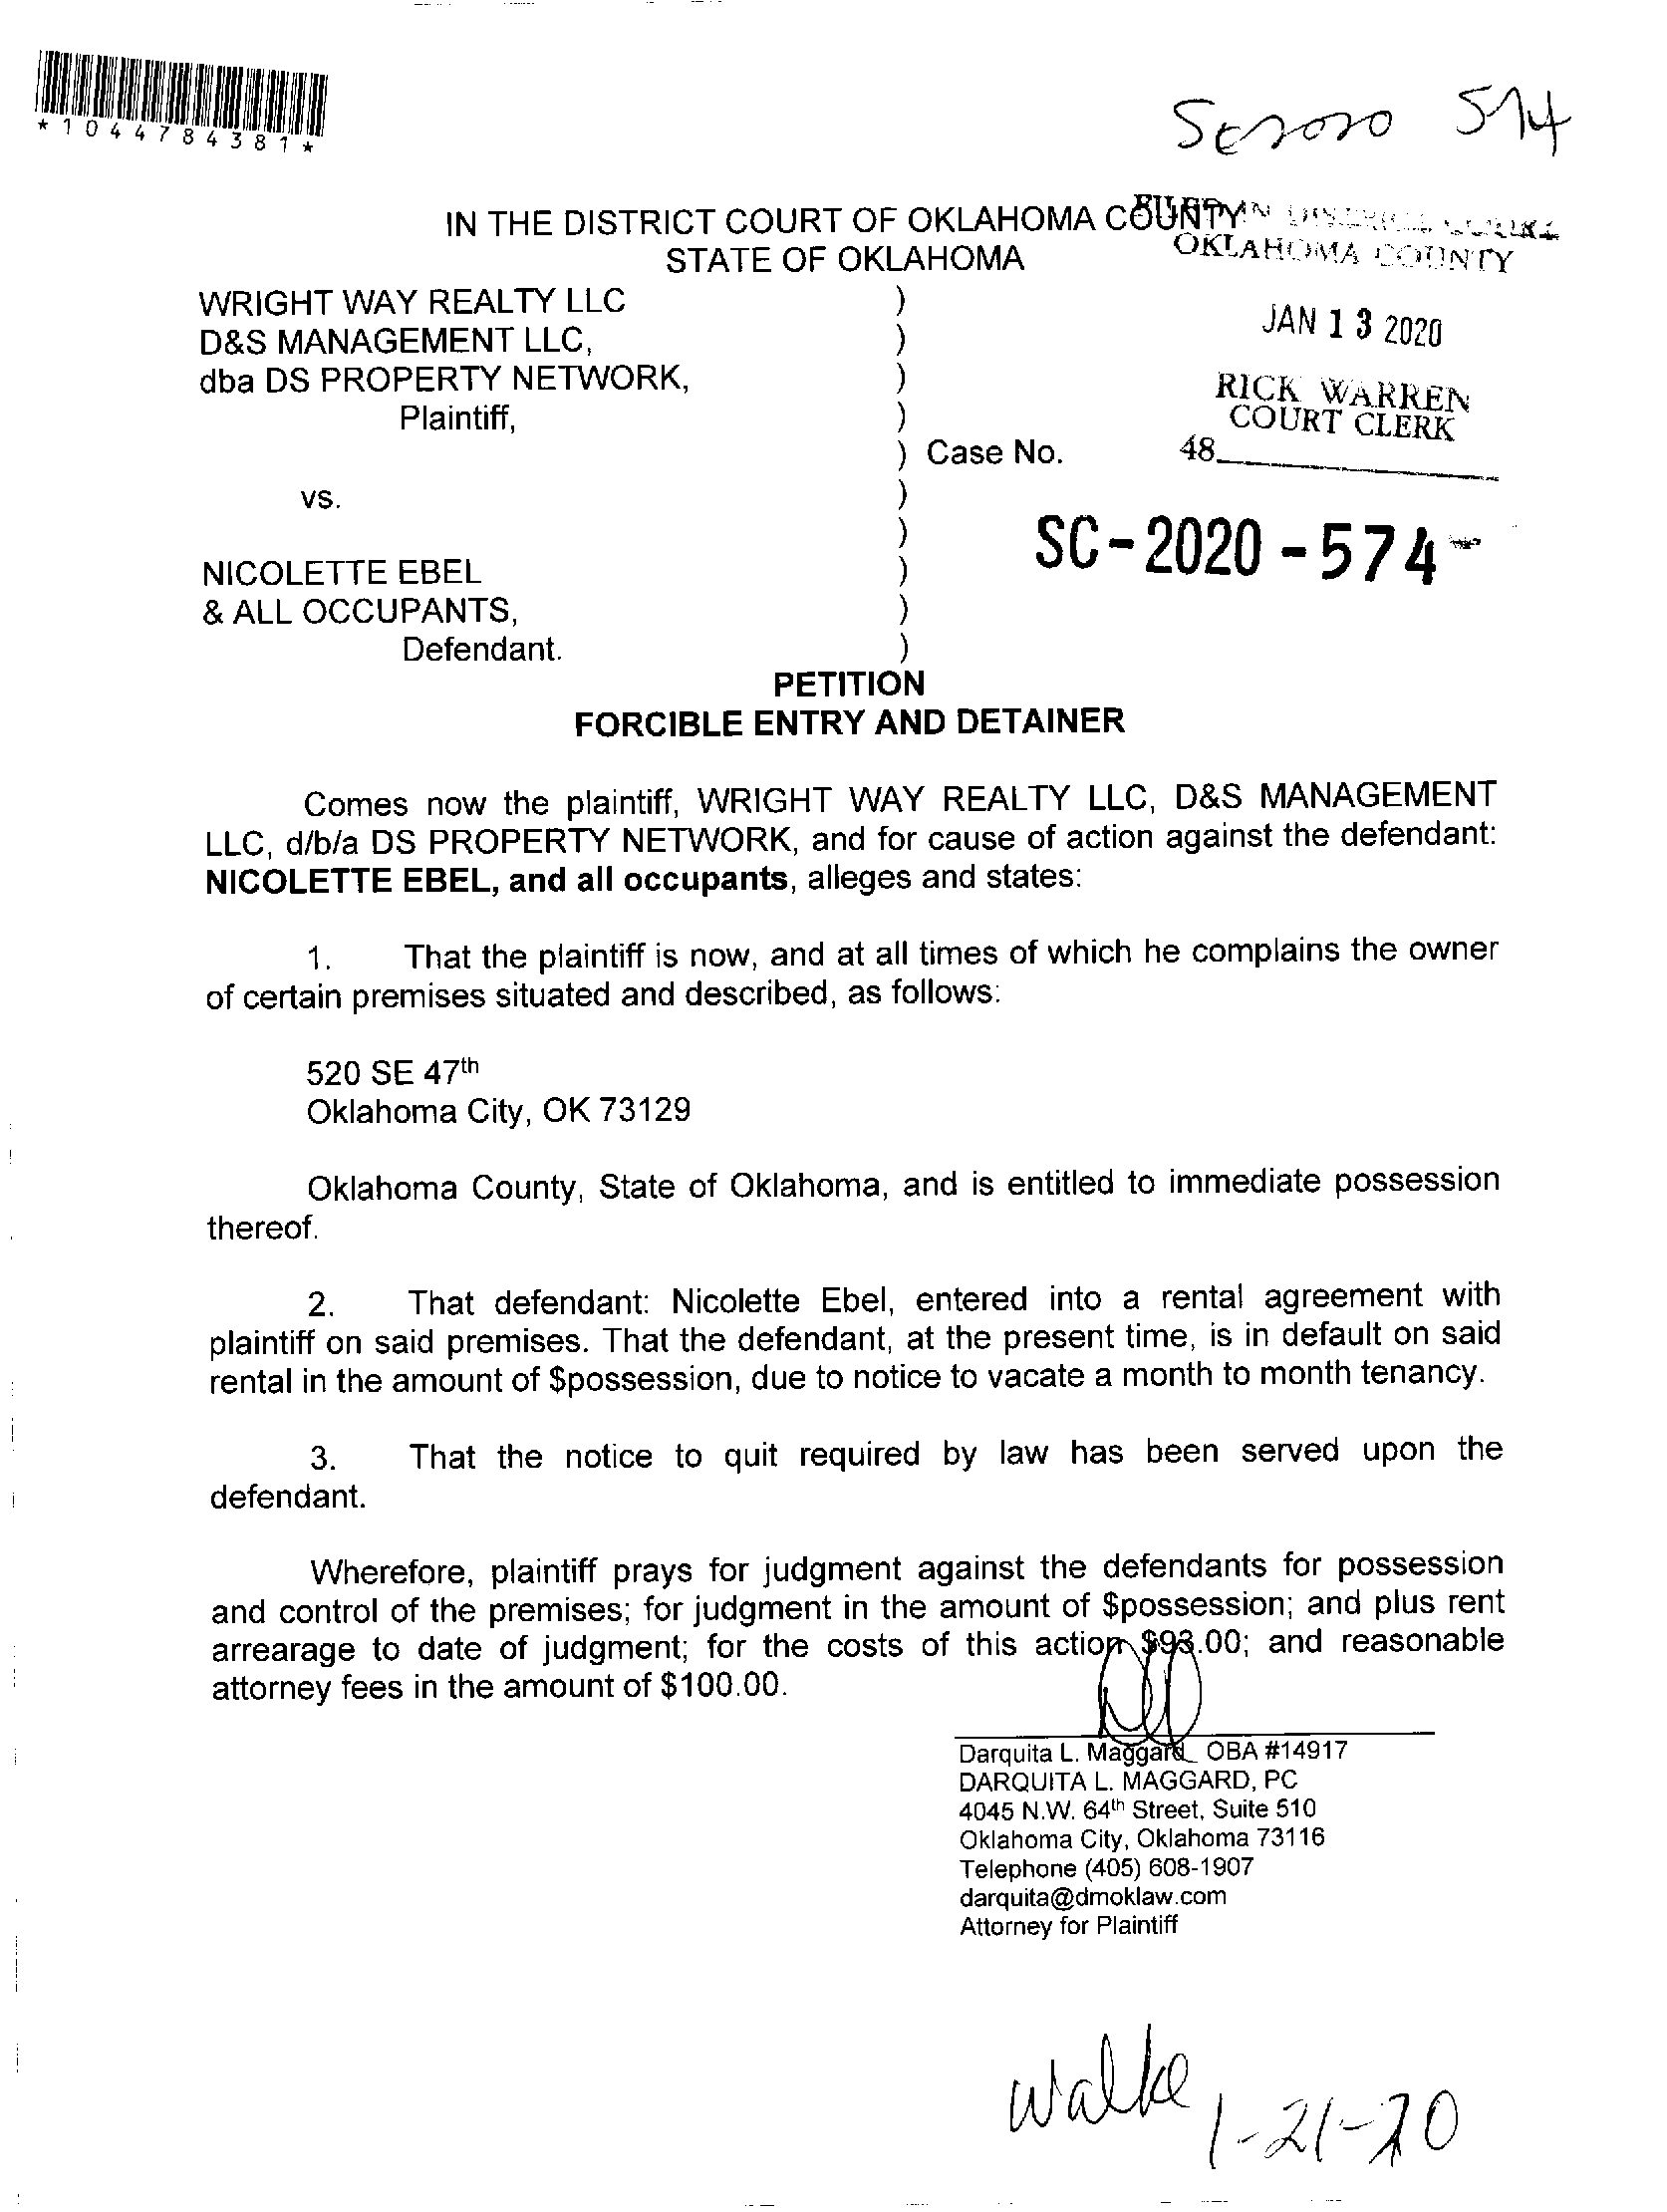 *1044784381*
IN THE DISTRICT COURT OF OKLAHOMA COUNTY
STATE OF OKLAHOMA
FILED IN DISTRICT COURT
OKLAHOMA COUNTY
JAN 13 2020
RICK WARREN
COURT CLERK
48
WRIGHT WAY REALTY LLC )
D&S MANAGEMENT LLC, )
dba DS PROPERTY NETWORK, )
Plaintiff, )
) Case No.
vs. )
)
SC-2020-574-
NICOLETTE EBEL )
& ALL OCCUPANTS, )
Defendant. )
PETITION
FORCIBLE ENTRY AND DETAINER
Comes now the plaintiff, WRIGHT WAY REALTY LLC, D&S MANAGEMENT
LLC, d/b/a DS PROPERTY NETWORK, and for cause of action against the defendant:
NICOLETTE EBEL, and all occupants, alleges and states:
1. That the plaintiff is now, and at all times of which he complains the owner
of certain premises situated and described, as follows:
520 SE 47th
Oklahoma City, OK 73129
Oklahoma County, State of Oklahoma, and is entitled to immediate possession
thereof.
2. That defendant: Nicolette Ebel, entered into a rental agreement with
plaintiff on said premises. That the defendant, at the present time, is in default on said
rental in the amount of $possession, due to notice to vacate a month to month tenancy.
3. That the notice to quit required by law has been served upon the
defendant.
Wherefore, plaintiff prays for judgment against the defendants for possession
and control of the premises; for judgment in the amount of $possession; and plus rent
arrearage to date of judgment; for the costs of this action $93.00; and reasonable
attorney fees in the amount of $100.00.
Darquita L. Maggard OBA #14917
DARQUITA L. MAGGARD, PC
4045 N.W. 64th Street, Suite 510
Oklahoma City, Oklahoma 73116
Telephone (405) 608-1907
darquita@dmoklaw.com
Attorney for Plaintiff
walke 1-21-20